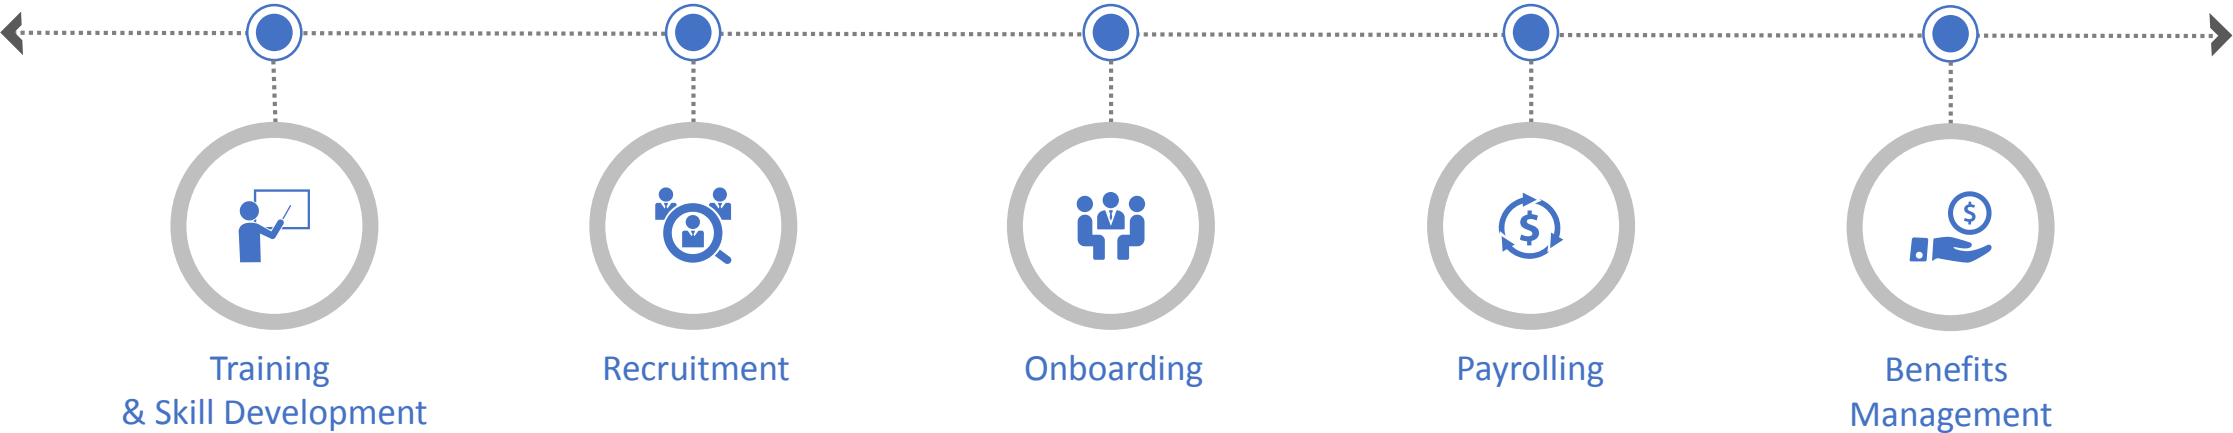 Training
& Skill Development
Recruitment
Onboarding
Payrolling
Benefits
Management